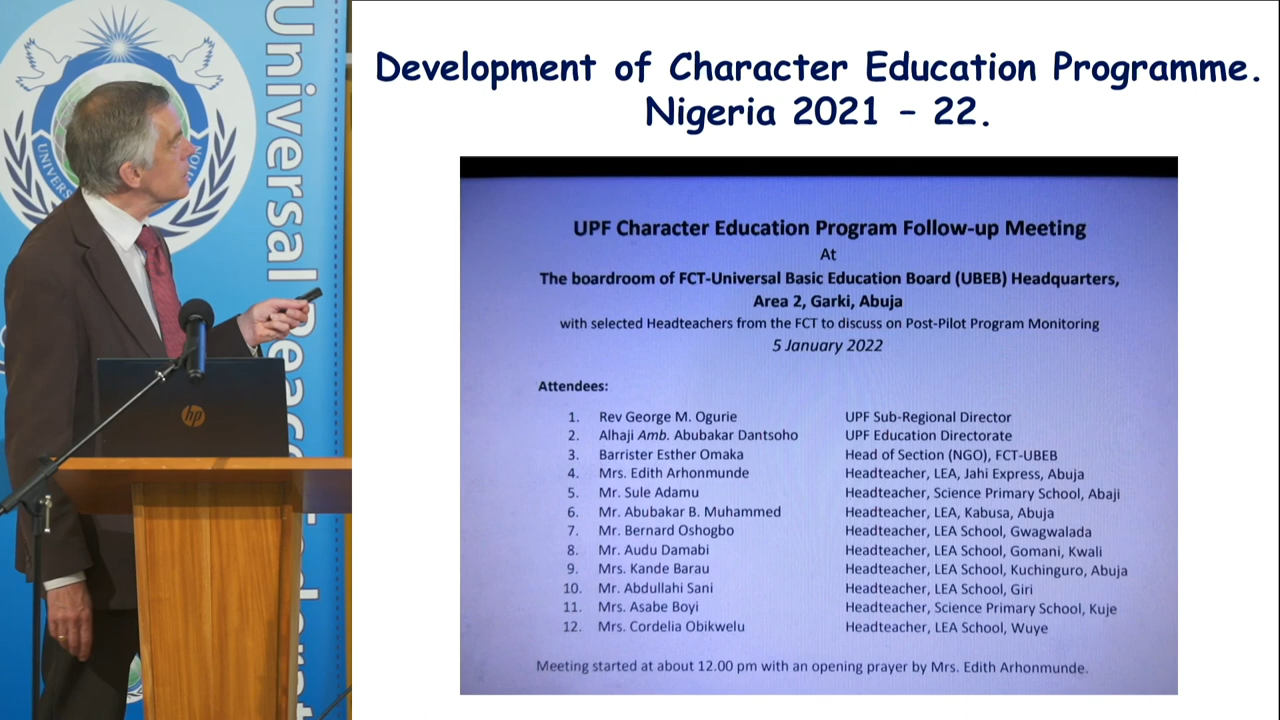 Development of Character Education Programme.
Nigeria 2021 – 22.
UPF Character Education Program Follow-up Meeting
At
The boardroom of FCT-Universal Basic Education Board (UBEB) Headquarters,
Area 2, Garki, Abuja
with selected Headteachers from the FCT to discuss on Post-Pilot Program Monitoring
5 January 2022
Attendees:
1. Rev George M. Ogurie UPF Sub-Regional Director
2. Alhaji Amb. Abubakar Dantsoho UPF Education Directorate
3. Barrister Esther Omaka Head of Section (NGO), FCT-UBEB
4. Mrs. Edith Arhonmunde Headteacher, LEA, Jahi Express, Abuja
5. Mr. Sule Adamu Headteacher, Science Primary School, Abaji
6. Mr. Abubakar B. Muhammed Headteacher, LEA, Kabusa, Abuja
7. Mr. Bernard Oshogbo Headteacher, LEA School, Gwagwalada
8. Mr. Audu Damabi Headteacher, LEA School, Gomani, Kwali
9. Mrs. Kande Barau Headteacher, LEA School, Kuchinguro, Abuja
10. Mr. Abdullahi Sani Headteacher, LEA School, Giri
11. Mrs. Asabe Boyi Headteacher, Science Primary School, Kuje
12. Mrs. Cordelia Obikwelu Headteacher, LEA School, Wuye
Meeting started at about 12.00 pm with an opening prayer by Mrs. Edith Arhonmunde.
Universal
hp